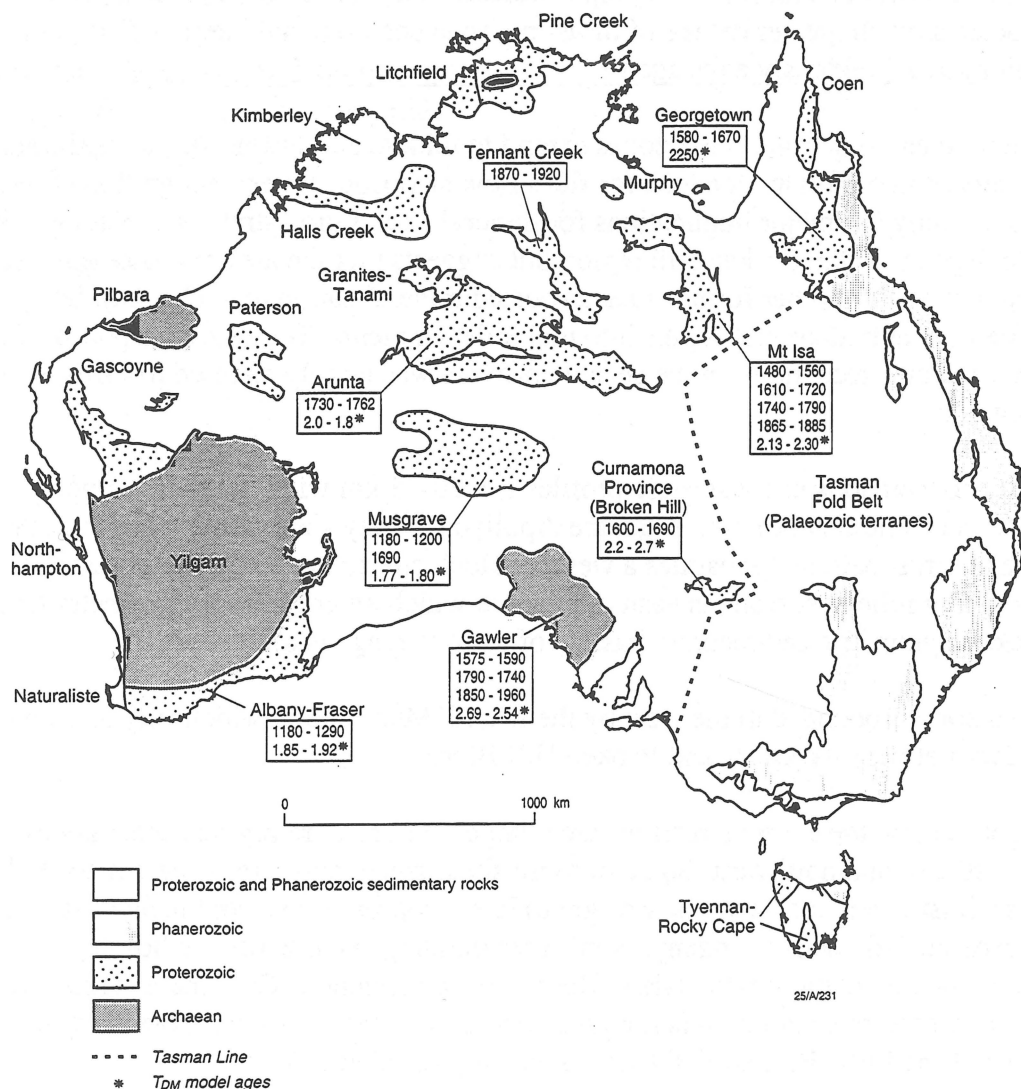 Pine Creek
Litchfield
Coen
Georgetown
1580 - 1670
2250 *
Kimberley
Tennant Creek
1870 - 1920
Murphy
Halls Creek
Granites-
Tanami
Pilbara
Paterson
Gascoyne
Arunta
1730 - 1762
2.0 - 1.8 *
Mt Isa
1480 - 1560
1610 - 1720
1740 - 1790
1865 - 1885
2.13 - 2.30 *
Curnamona
Province
(Broken Hill)
1600 - 1690
2.2 - 2.7 *
Tasman
Fold Belt
(Palaeozoic terranes)
Musgrave
1180 - 1200
1690
1.77 - 1.80 *
North-
hampton
Yilgarn
Gawler
1575 - 1590
1790 - 1740
1850 - 1960
2.69 - 2.54 *
Naturaliste
Albany-Fraser
1180 - 1290
1.85 - 1.92 *
0 1000 km
Proterozoic and Phanerozoic sedimentary rocks
Phanerozoic
Proterozoic
Archaean
Tasman Line
* TDM model ages
Tyennan-
Rocky Cape
25/A/231